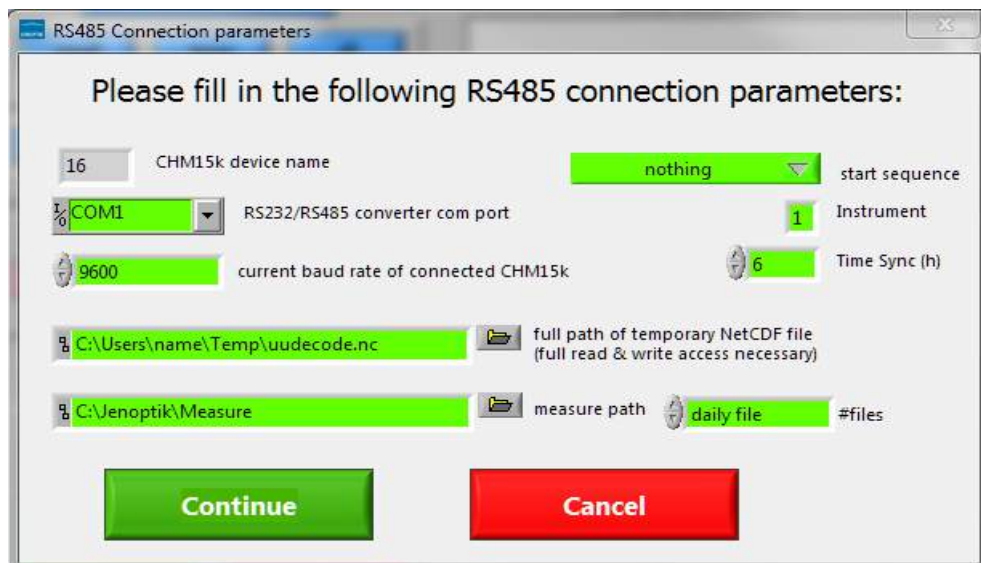 RS485 Connection parameters
Please fill in the following RS485 connection parameters:
16 CHM15k device name
nothing start sequence
COM1 RS232/RS485 converter com port
1 Instrument
9600 current baud rate of connected CHM15k
6 Time Sync (h)
C:\Users\name\Temp\uudecode.nc
full path of temporary NetCDF file
(full read & write access necessary)
C:\Jenoptik\Measure measure path
daily file #files
Continue
Cancel